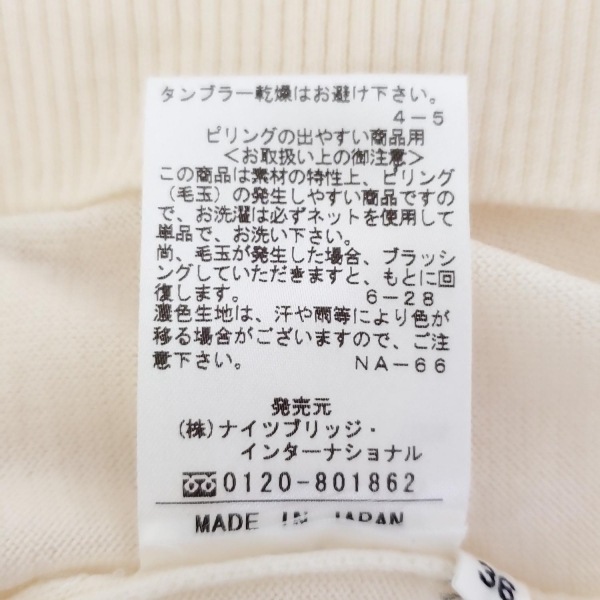 タンブラー乾燥はお避け下さい。
4-5
ピリングの出やすい商品用
<お取扱い上の御注意>
この商品は素材の特性上、ピリング
(毛玉)の発生しやすい商品ですの
で、お洗濯は必ずネットを使用して
単品で、お洗い下さい。
尚、毛玉が発生した場合、ブラッシ
ングしていただきますと、もとに回
復します。 6-28
濃色生地は、汗や雨等により色が
移る場合がございますので、ご注
意下さい。 NA-66
発売元
(株)ナイツブリッジ・
インターナショナル
0120-801862
MADE IN JAPAN
36